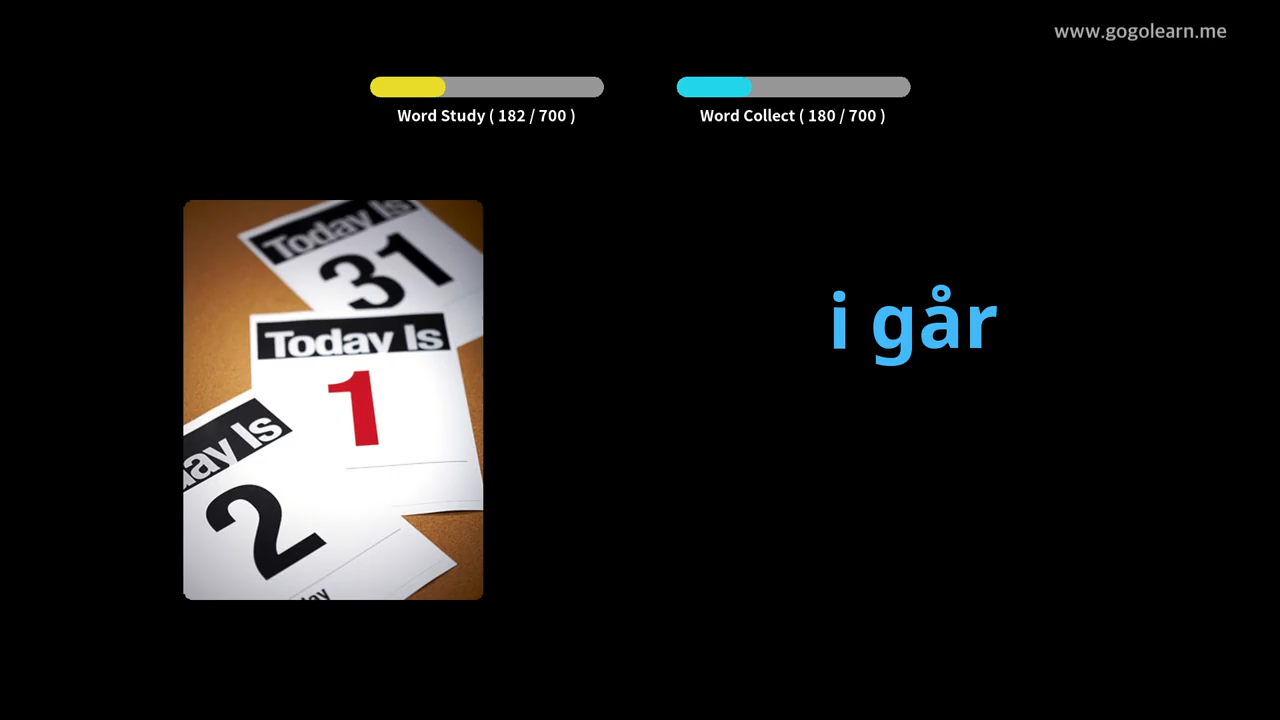 www.gogolearn.me
Word Study ( 182 / 700 )
Word Collect ( 180 / 700 )
Today Is
31
Today Is
1
i går
ay Is
2